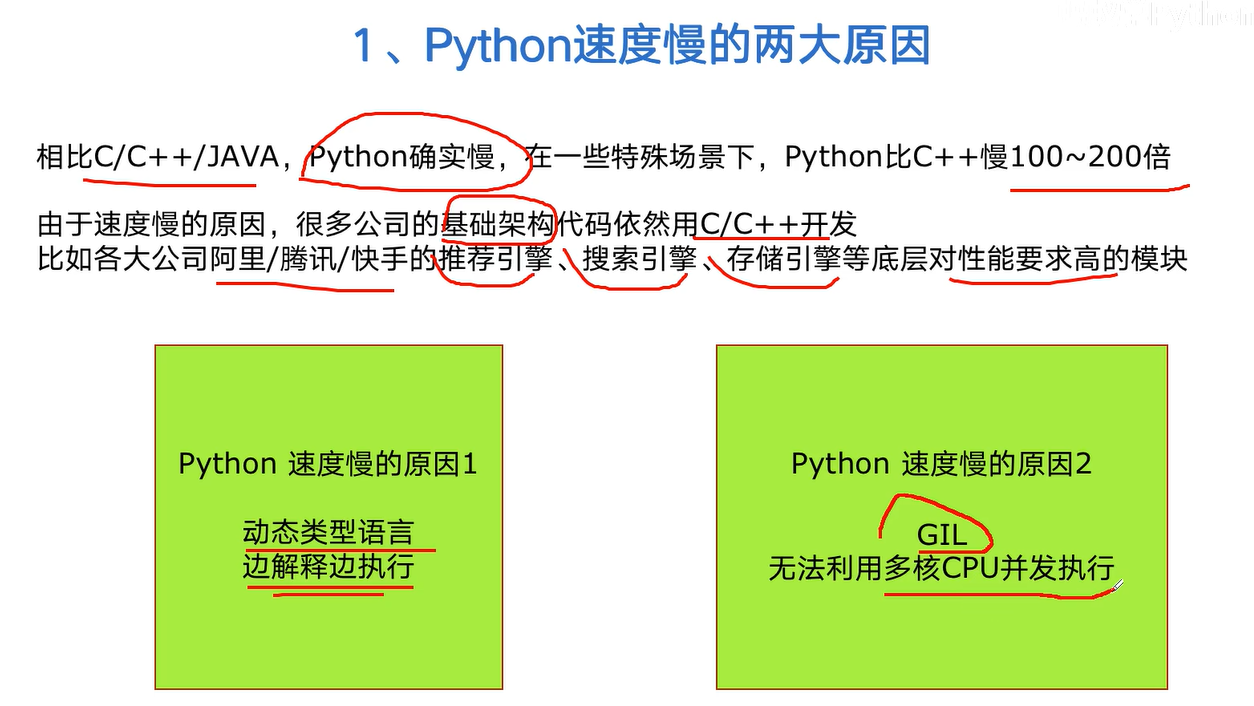 1、Python速度慢的两大原因
相比C/C++/JAVA，Python确实慢，在一些特殊场景下，Python比C++慢100~200倍
由于速度慢的原因，很多公司的基础架构代码依然用C/C++开发
比如各大公司阿里/腾讯/快手的推荐引擎、搜索引擎、存储引擎等底层对性能要求高的模块
Python 速度慢的原因1
动态类型语言
边解释边执行
Python 速度慢的原因2
GIL
无法利用多核CPU并发执行